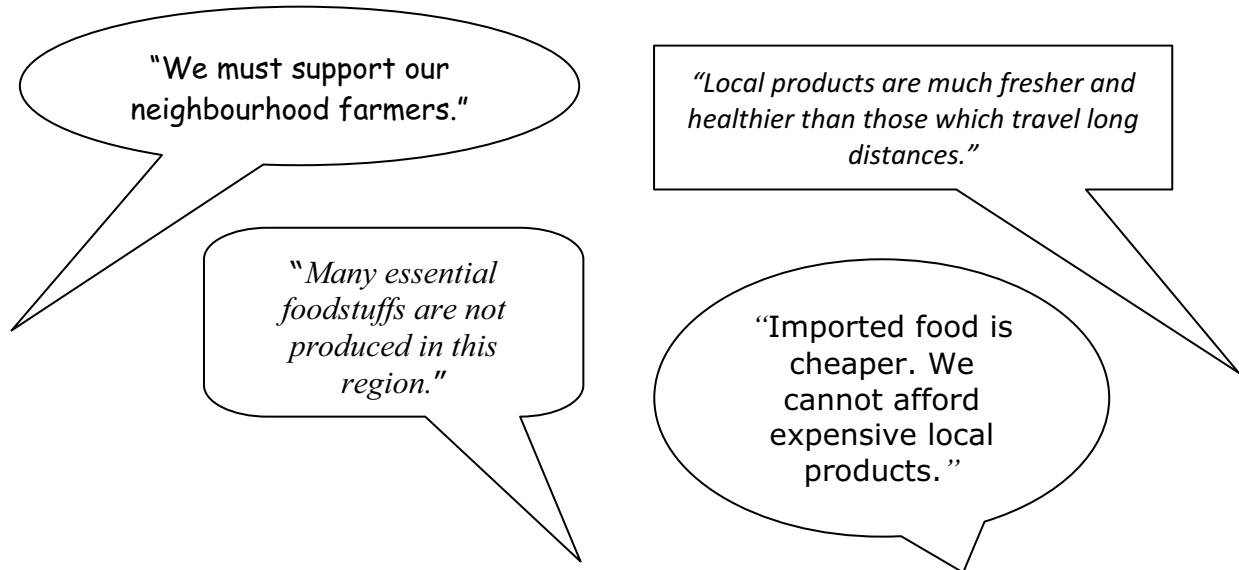 “We must support our
neighbourhood farmers.”
“Local products are much fresher and
healthier than those which travel long
distances.”
“Many essential
foodstuffs are not
produced in this
region.”
“Imported food is
cheaper. We
cannot afford
expensive local
products.”